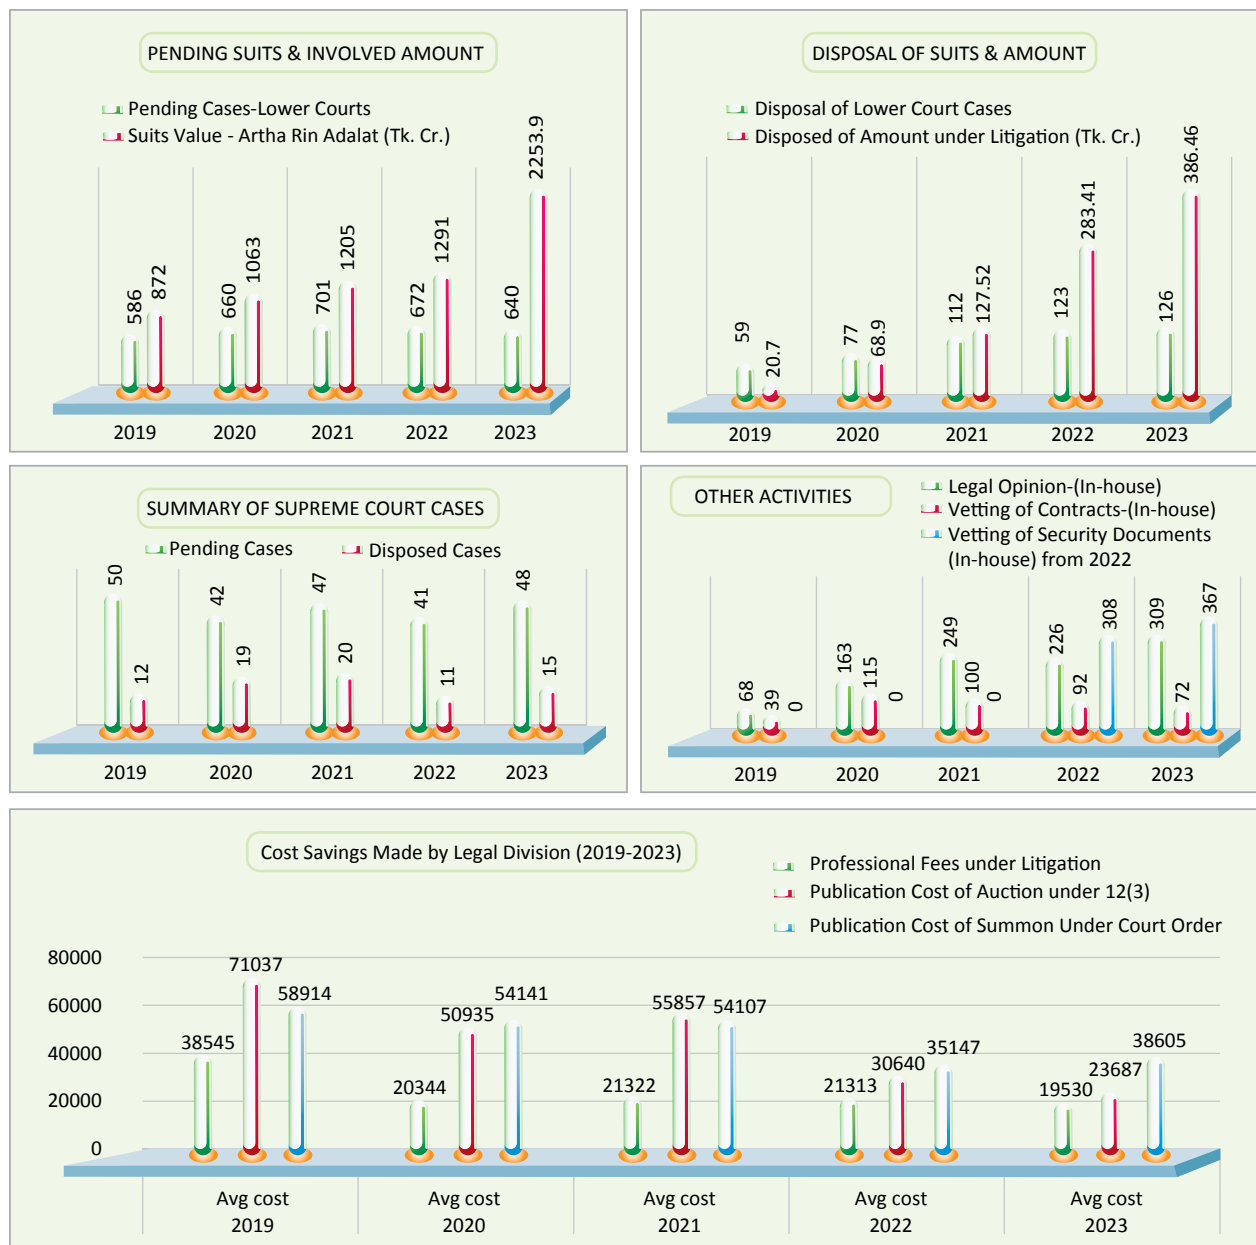 PENDING SUITS & INVOLVED AMOUNT
Pending Cases-Lower Courts
Suits Value - Artha Rin Adalat (Tk. Cr.)
586 872 660 1063 701 1205 672 1291 640 2253.9
2019 2020 2021 2022 2023
DISPOSAL OF SUITS & AMOUNT
Disposal of Lower Court Cases
Disposed of Amount under Litigation (Tk. Cr.)
59 20.7 77 68.9 112 127.52 123 283.41 126 386.46
2019 2020 2021 2022 2023
SUMMARY OF SUPREME COURT CASES
Pending Cases Disposed Cases
50 12 42 19 47 20 41 11 48 15
2019 2020 2021 2022 2023
OTHER ACTIVITIES
Legal Opinion-(In-house)
Vetting of Contracts-(In-house)
Vetting of Security Documents
(In-house) from 2022
68 39 0 163 115 0 249 100 0 226 92 308 309 72 367
2019 2020 2021 2022 2023
Cost Savings Made by Legal Division (2019-2023)
Professional Fees under Litigation
Publication Cost of Auction under 12(3)
Publication Cost of Summon Under Court Order
80000
60000
40000
20000
0
38545 71037 58914 20344 50935 54141 21322 55857 54107 21313 30640 35147 19530 23687 38605
Avg cost Avg cost Avg cost Avg cost Avg cost
2019 2020 2021 2022 2023